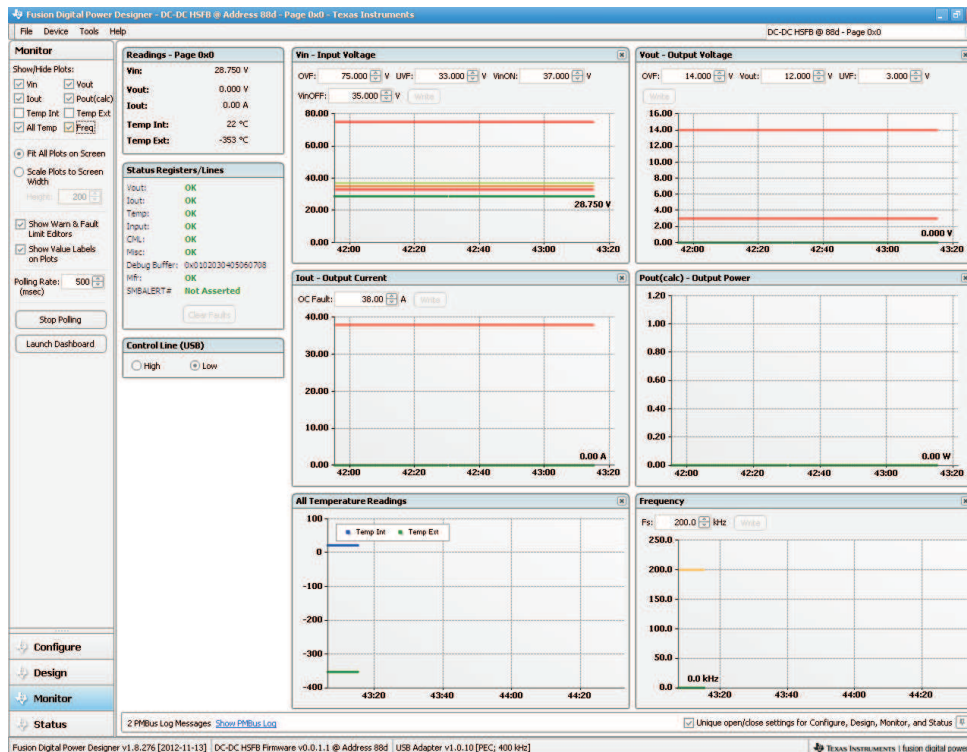 Fusion Digital Power Designer - DC-DC HSFB @ Address 88d - Page 0x0 - Texas Instruments
File Device Tools Help
DC-DC HSFB @ 88d - Page 0x0
Monitor
Show/Hide Plots:
Vin Vout
Iout Pout(calc)
Temp Int Temp Ext
All Temp Freq
Fit All Plots on Screen
Scale Plots to Screen
Width
Height: 200
Show Warn & Fault
Limit Editors
Show Value Labels
on Plots
Polling Rate: 500
(msec)
Stop Polling
Launch Dashboard
Configure
Design
Monitor
Status
Readings - Page 0x0
Vin: 28.750 V
Vout: 0.000 V
Iout: 0.00 A
Temp Int: 22 °C
Temp Ext: -353 °C
Status Registers/Lines
Vout: OK
Iout: OK
Temp: OK
Input: OK
CML: OK
Misc: OK
Debug Buffer: 0x0102030405060708
Mfr: OK
SMBALERT# Not Asserted
Clear Faults
Control Line (USB)
High Low
Vin - Input Voltage
OVF: 75.000 V UVF: 33.000 V VinON: 37.000 V
VinOFF: 35.000 V Write
80.00
60.00
40.00
20.00
0.00
28.750 V
42:00 42:20 42:40 43:00 43:20
Vout - Output Voltage
OVF: 14.000 V Vout: 12.000 V UVF: 3.000 V
Write
16.00
14.00
12.00
10.00
8.00
6.00
4.00
2.00
0.00
0.000 V
42:00 42:20 42:40 43:00 43:20
Iout - Output Current
OC Fault: 38.00 A Write
40.00
30.00
20.00
10.00
0.00
0.00 A
42:00 42:20 42:40 43:00 43:20
Pout(calc) - Output Power
1.20
1.00
0.80
0.60
0.40
0.20
0.00
0.00 W
42:00 42:20 42:40 43:00 43:20
All Temperature Readings
Temp Int Temp Ext
100
0
-100
-200
-300
-400
43:20 43:40 44:00 44:20
Frequency
Fs: 200.0 kHz Write
250.0
200.0
150.0
100.0
50.0
0.0
0.0 kHz
43:20 43:40 44:00 44:20
2 PMBus Log Messages Show PMBus Log
Unique open/close settings for Configure, Design, Monitor, and Status
Fusion Digital Power Designer v1.8.276 [2012-11-13] DC-DC HSFB Firmware v0.0.1.1 @ Address 88d USB Adapter v1.0.10 [PEC; 400 kHz]
TEXAS INSTRUMENTS | fusion digital power